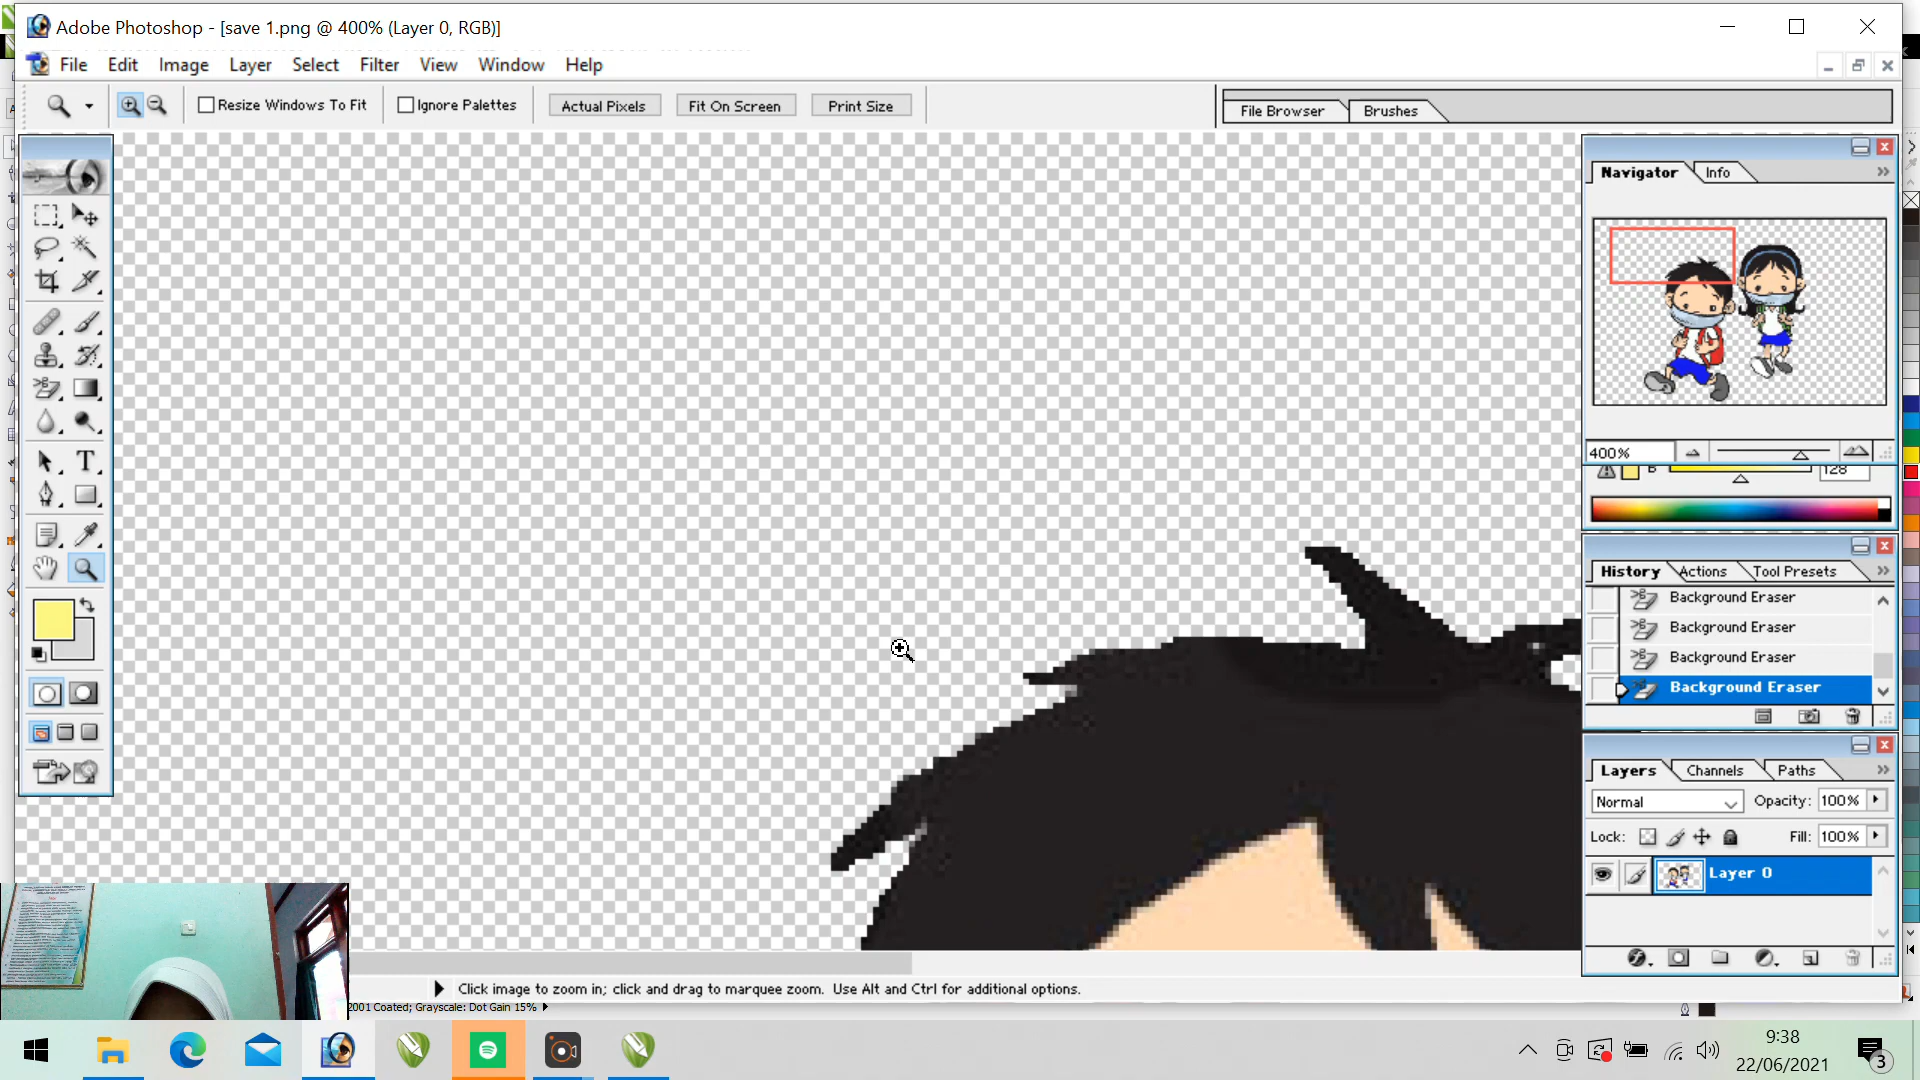 Adobe Photoshop - [save 1.png @ 400% (Layer 0, RGB)]
File Edit Image Layer Select Filter View Window Help
Resize Windows To Fit Ignore Palettes Actual Pixels Fit On Screen Print Size File Browser Brushes
Navigator Info
400%
B 128
History Actions Tool Presets
Background Eraser
Background Eraser
Background Eraser
Background Eraser
Layers Channels Paths
Normal Opacity: 100%
Lock: Fill: 100%
Layer 0
Click image to zoom in; click and drag to marquee zoom. Use Alt and Ctrl for additional options.
2001 Coated; Grayscale: Dot Gain 15%
9:38
22/06/2021
3